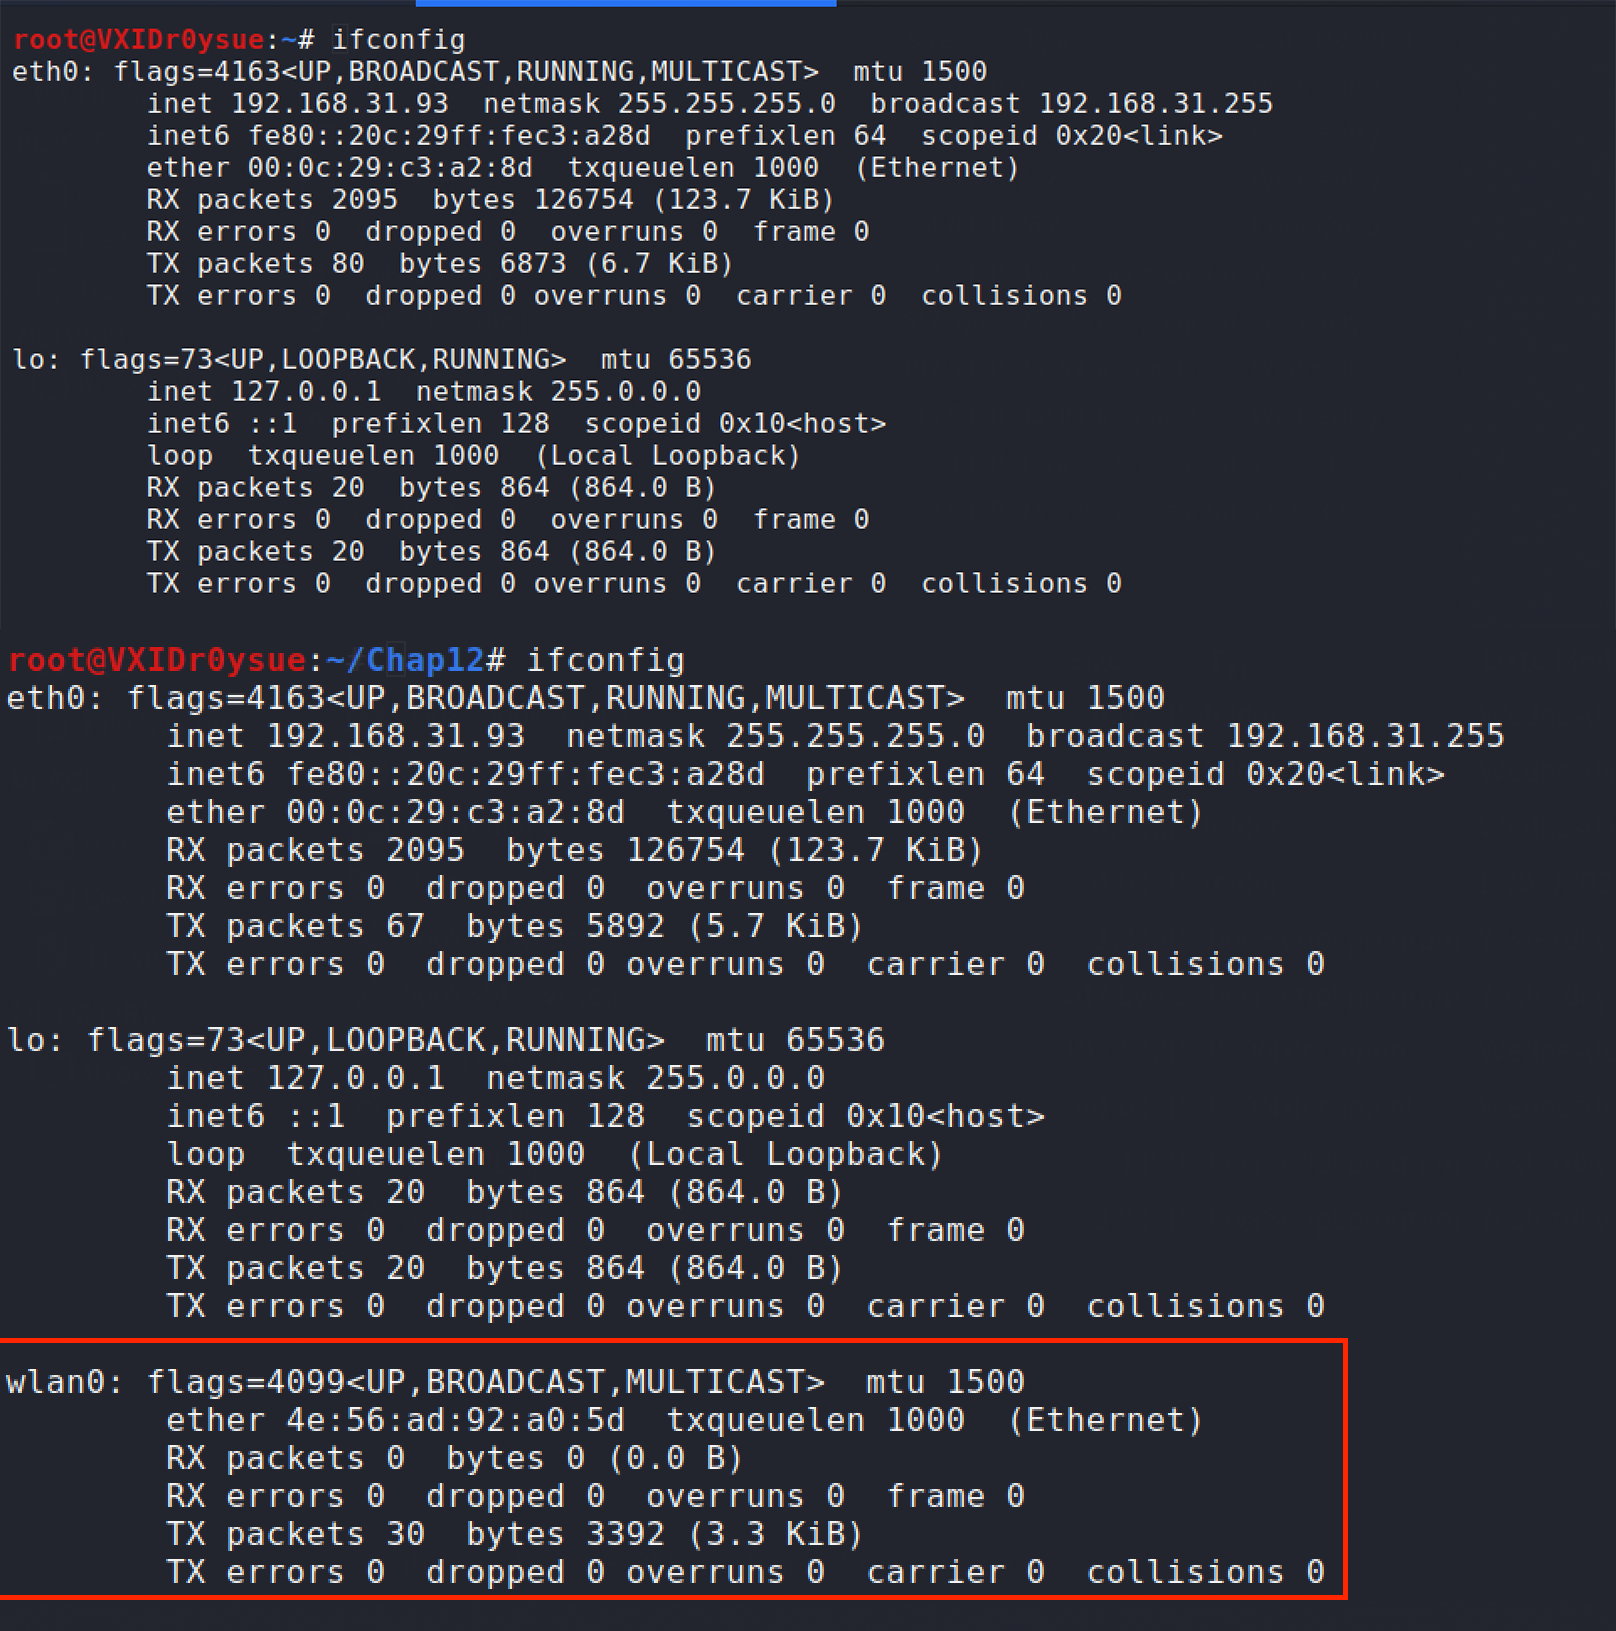 root@VXIDr0ysue:~# ifconfig
eth0: flags=4163<UP,BROADCAST,RUNNING,MULTICAST>  mtu 1500
        inet 192.168.31.93  netmask 255.255.255.0  broadcast 192.168.31.255
        inet6 fe80::20c:29ff:fec3:a28d  prefixlen 64  scopeid 0x20<link>
        ether 00:0c:29:c3:a2:8d  txqueuelen 1000  (Ethernet)
        RX packets 2095  bytes 126754 (123.7 KiB)
        RX errors 0  dropped 0  overruns 0  frame 0
        TX packets 80  bytes 6873 (6.7 KiB)
        TX errors 0  dropped 0 overruns 0  carrier 0  collisions 0
lo: flags=73<UP,LOOPBACK,RUNNING>  mtu 65536
        inet 127.0.0.1  netmask 255.0.0.0
        inet6 ::1  prefixlen 128  scopeid 0x10<host>
        loop  txqueuelen 1000  (Local Loopback)
        RX packets 20  bytes 864 (864.0 B)
        RX errors 0  dropped 0  overruns 0  frame 0
        TX packets 20  bytes 864 (864.0 B)
        TX errors 0  dropped 0 overruns 0  carrier 0  collisions 0
root@VXIDr0ysue:~/Chap12# ifconfig
eth0: flags=4163<UP,BROADCAST,RUNNING,MULTICAST>  mtu 1500
        inet 192.168.31.93  netmask 255.255.255.0  broadcast 192.168.31.255
        inet6 fe80::20c:29ff:fec3:a28d  prefixlen 64  scopeid 0x20<link>
        ether 00:0c:29:c3:a2:8d  txqueuelen 1000  (Ethernet)
        RX packets 2095  bytes 126754 (123.7 KiB)
        RX errors 0  dropped 0  overruns 0  frame 0
        TX packets 67  bytes 5892 (5.7 KiB)
        TX errors 0  dropped 0 overruns 0  carrier 0  collisions 0
lo: flags=73<UP,LOOPBACK,RUNNING>  mtu 65536
        inet 127.0.0.1  netmask 255.0.0.0
        inet6 ::1  prefixlen 128  scopeid 0x10<host>
        loop  txqueuelen 1000  (Local Loopback)
        RX packets 20  bytes 864 (864.0 B)
        RX errors 0  dropped 0  overruns 0  frame 0
        TX packets 20  bytes 864 (864.0 B)
        TX errors 0  dropped 0 overruns 0  carrier 0  collisions 0
wlan0: flags=4099<UP,BROADCAST,MULTICAST>  mtu 1500
        ether 4e:56:ad:92:a0:5d  txqueuelen 1000  (Ethernet)
        RX packets 0  bytes 0 (0.0 B)
        RX errors 0  dropped 0  overruns 0  frame 0
        TX packets 30  bytes 3392 (3.3 KiB)
        TX errors 0  dropped 0 overruns 0  carrier 0  collisions 0